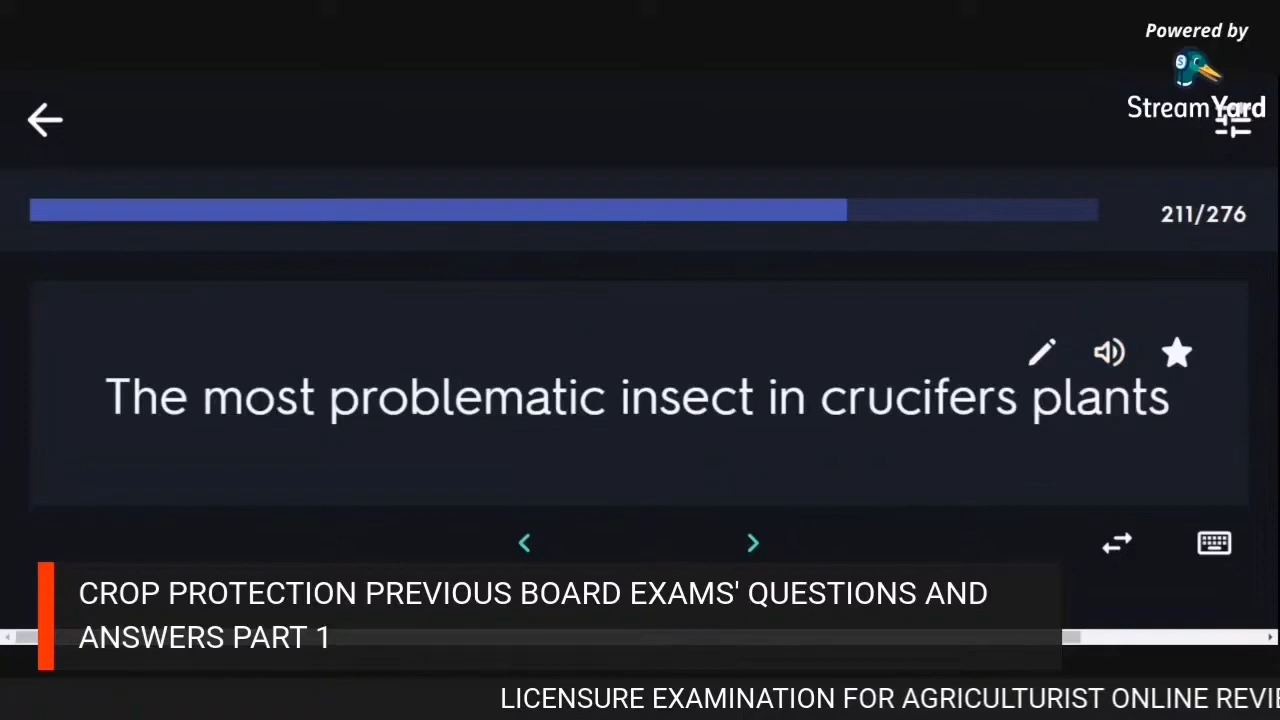 Powered by
StreamYard
211/276
The most problematic insect in crucifers plants
CROP PROTECTION PREVIOUS BOARD EXAMS' QUESTIONS AND
ANSWERS PART 1
LICENSURE EXAMINATION FOR AGRICULTURIST ONLINE REVIE